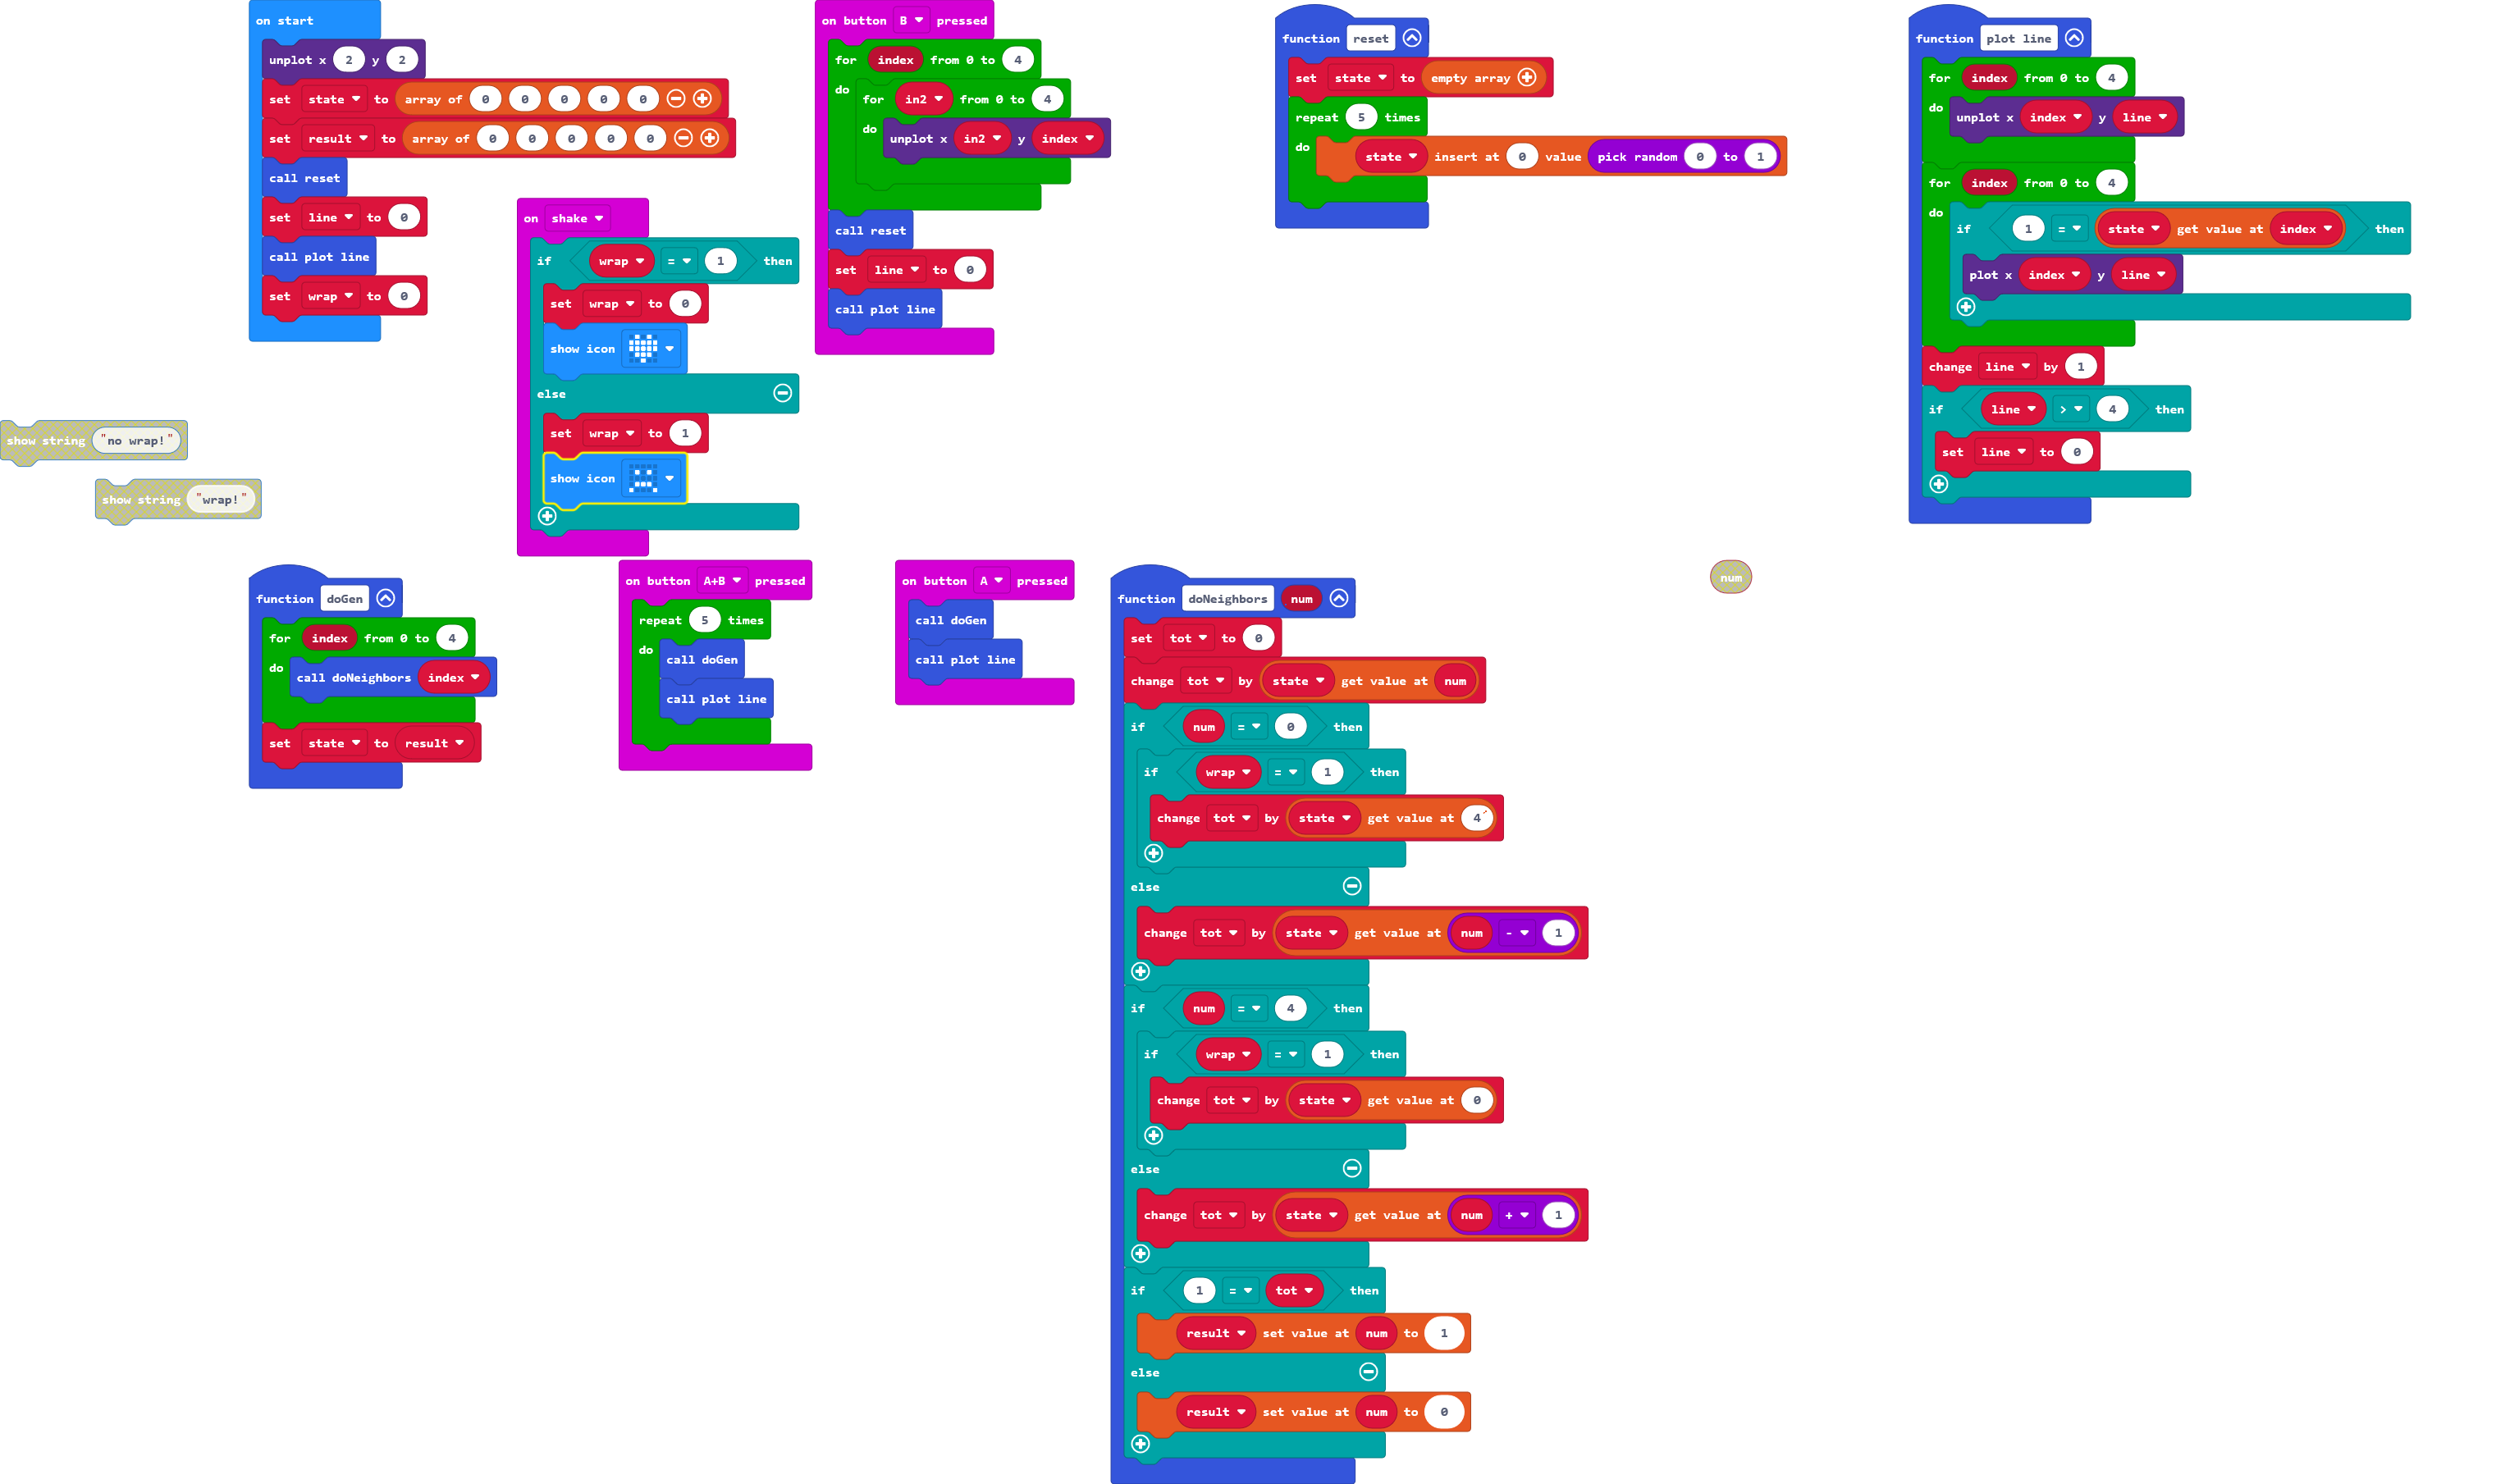 on start
unplot x 2 y 2
set state to array of 0 0 0 0 0
set result to array of 0 0 0 0 0
call reset
set line to 0
call plot line
set wrap to 0
show string "no wrap!"
show string "wrap!"
on shake
if wrap = 1 then
set wrap to 0
show icon
else
set wrap to 1
show icon
on button B pressed
for index from 0 to 4
do
for in2 from 0 to 4
do
unplot x in2 y index
call reset
set line to 0
call plot line
function reset
set state to empty array
repeat 5 times
do
state insert at 0 value pick random 0 to 1
function plot line
for index from 0 to 4
do
unplot x index y line
for index from 0 to 4
do
if 1 = state get value at index then
plot x index y line
change line by 1
if line > 4 then
set line to 0
function doGen
for index from 0 to 4
do
call doNeighbors index
set state to result
on button A+B pressed
repeat 5 times
do
call doGen
call plot line
on button A pressed
call doGen
call plot line
function doNeighbors num
set tot to 0
change tot by state get value at num
if num = 0 then
if wrap = 1 then
change tot by state get value at 4
else
change tot by state get value at num - 1
if num = 4 then
if wrap = 1 then
change tot by state get value at 0
else
change tot by state get value at num + 1
if 1 = tot then
result set value at num to 1
else
result set value at num to 0
num